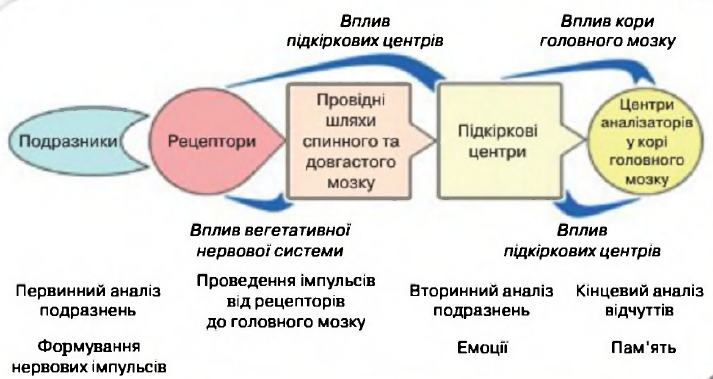 Вплив
підкіркових центрів
Вплив кори
головного мозку
Подразники
Рецептори
Провідні
шляхи
спинного та
довгастого
мозку
Підкіркові
центри
Центри
аналізаторів
у корі
головного
мозку
Вплив вегетативної
нервової системи
Вплив
підкіркових центрів
Первинний аналіз
подразнень
Формування
нервових імпульсів
Проведення імпульсів
від рецепторів
до головного мозку
Вторинний аналіз
подразнень
Емоції
Кінцевий аналіз
відчуттів
Пам'ять